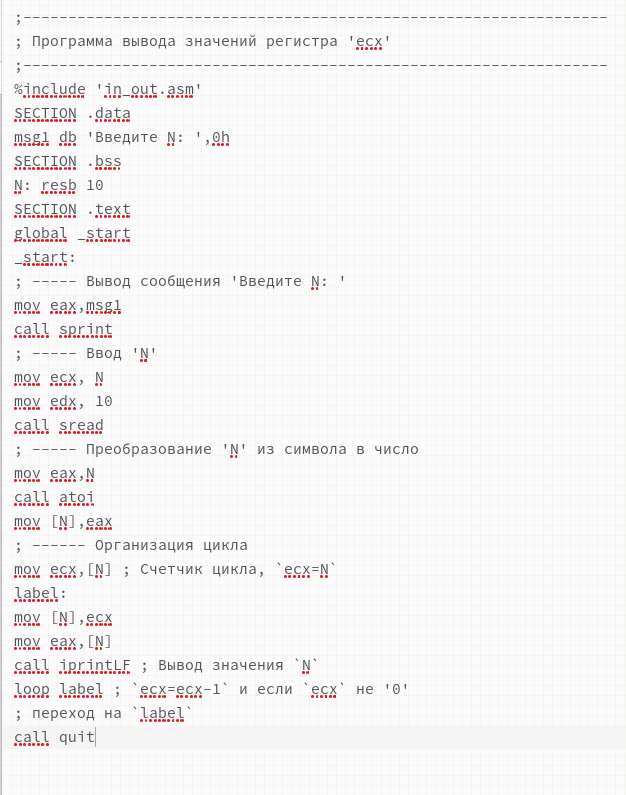 ;-----------------------------------------------------------------
; Программа вывода значений регистра 'ecx'
;-----------------------------------------------------------------
%include 'in_out.asm'
SECTION .data
msg1 db 'Введите N: ',0h
SECTION .bss
N: resb 10
SECTION .text
global _start
_start:
; ----- Вывод сообщения 'Введите N: '
mov eax,msg1
call sprint
; ----- Ввод 'N'
mov ecx, N
mov edx, 10
call sread
; ----- Преобразование 'N' из символа в число
mov eax,N
call atoi
mov [N],eax
; ------ Организация цикла
mov ecx,[N] ; Счетчик цикла, `ecx=N`
label:
mov [N],ecx
mov eax,[N]
call iprintLF ; Вывод значения `N`
loop label ; `ecx=ecx-1` и если `ecx` не '0'
; переход на `label`
call quit